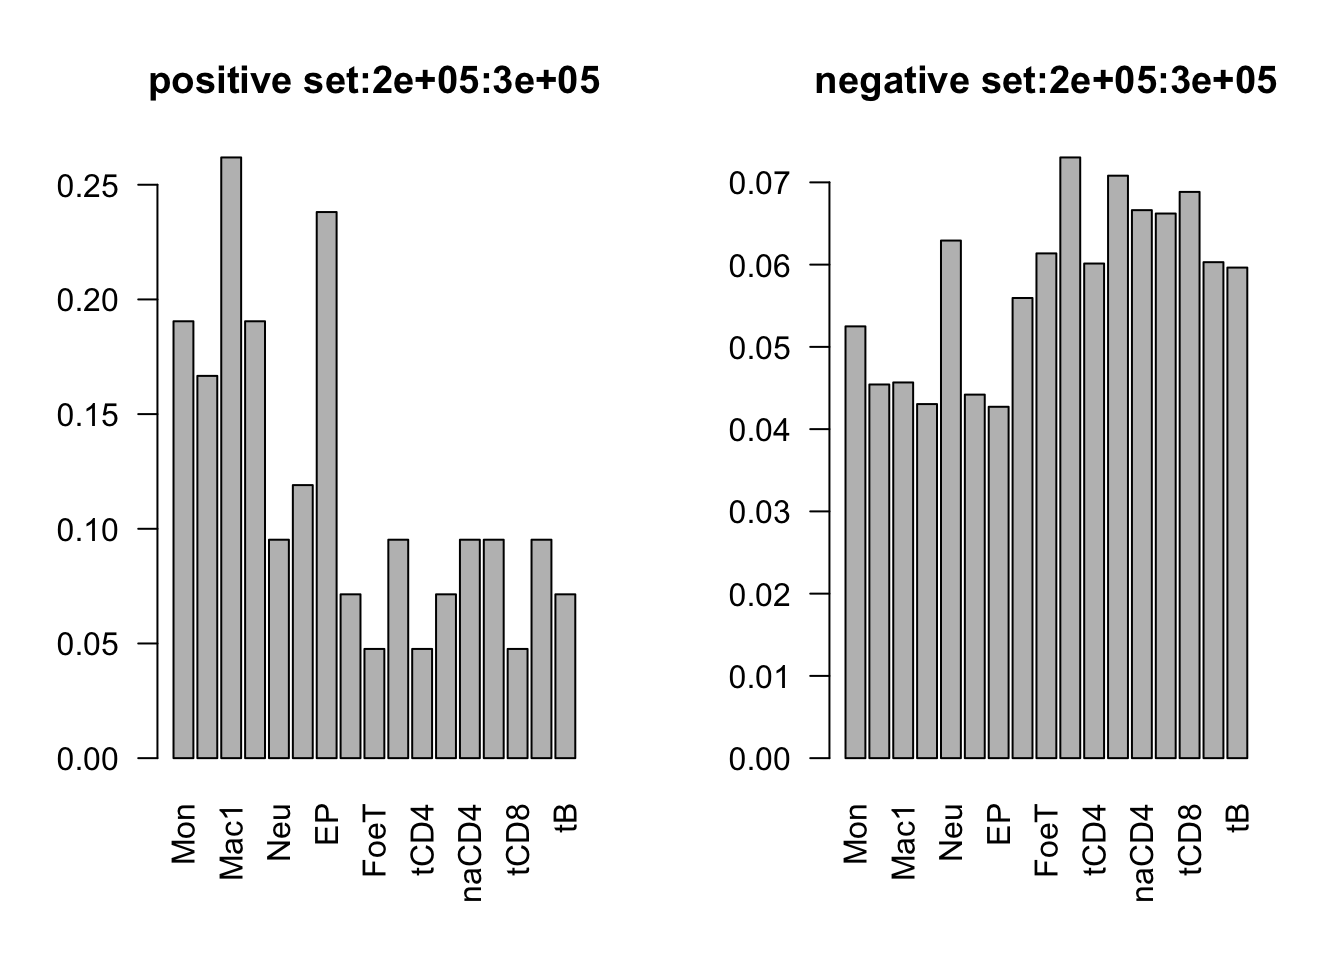 positive set:2e+05:3e+05
0.25
0.20
0.15
0.10
0.05
0.00
Mon
Mac1
Neu
EP
FoeT
tCD4
naCD4
tCD8
tB
negative set:2e+05:3e+05
0.07
0.06
0.05
0.04
0.03
0.02
0.01
0.00
Mon
Mac1
Neu
EP
FoeT
tCD4
naCD4
tCD8
tB